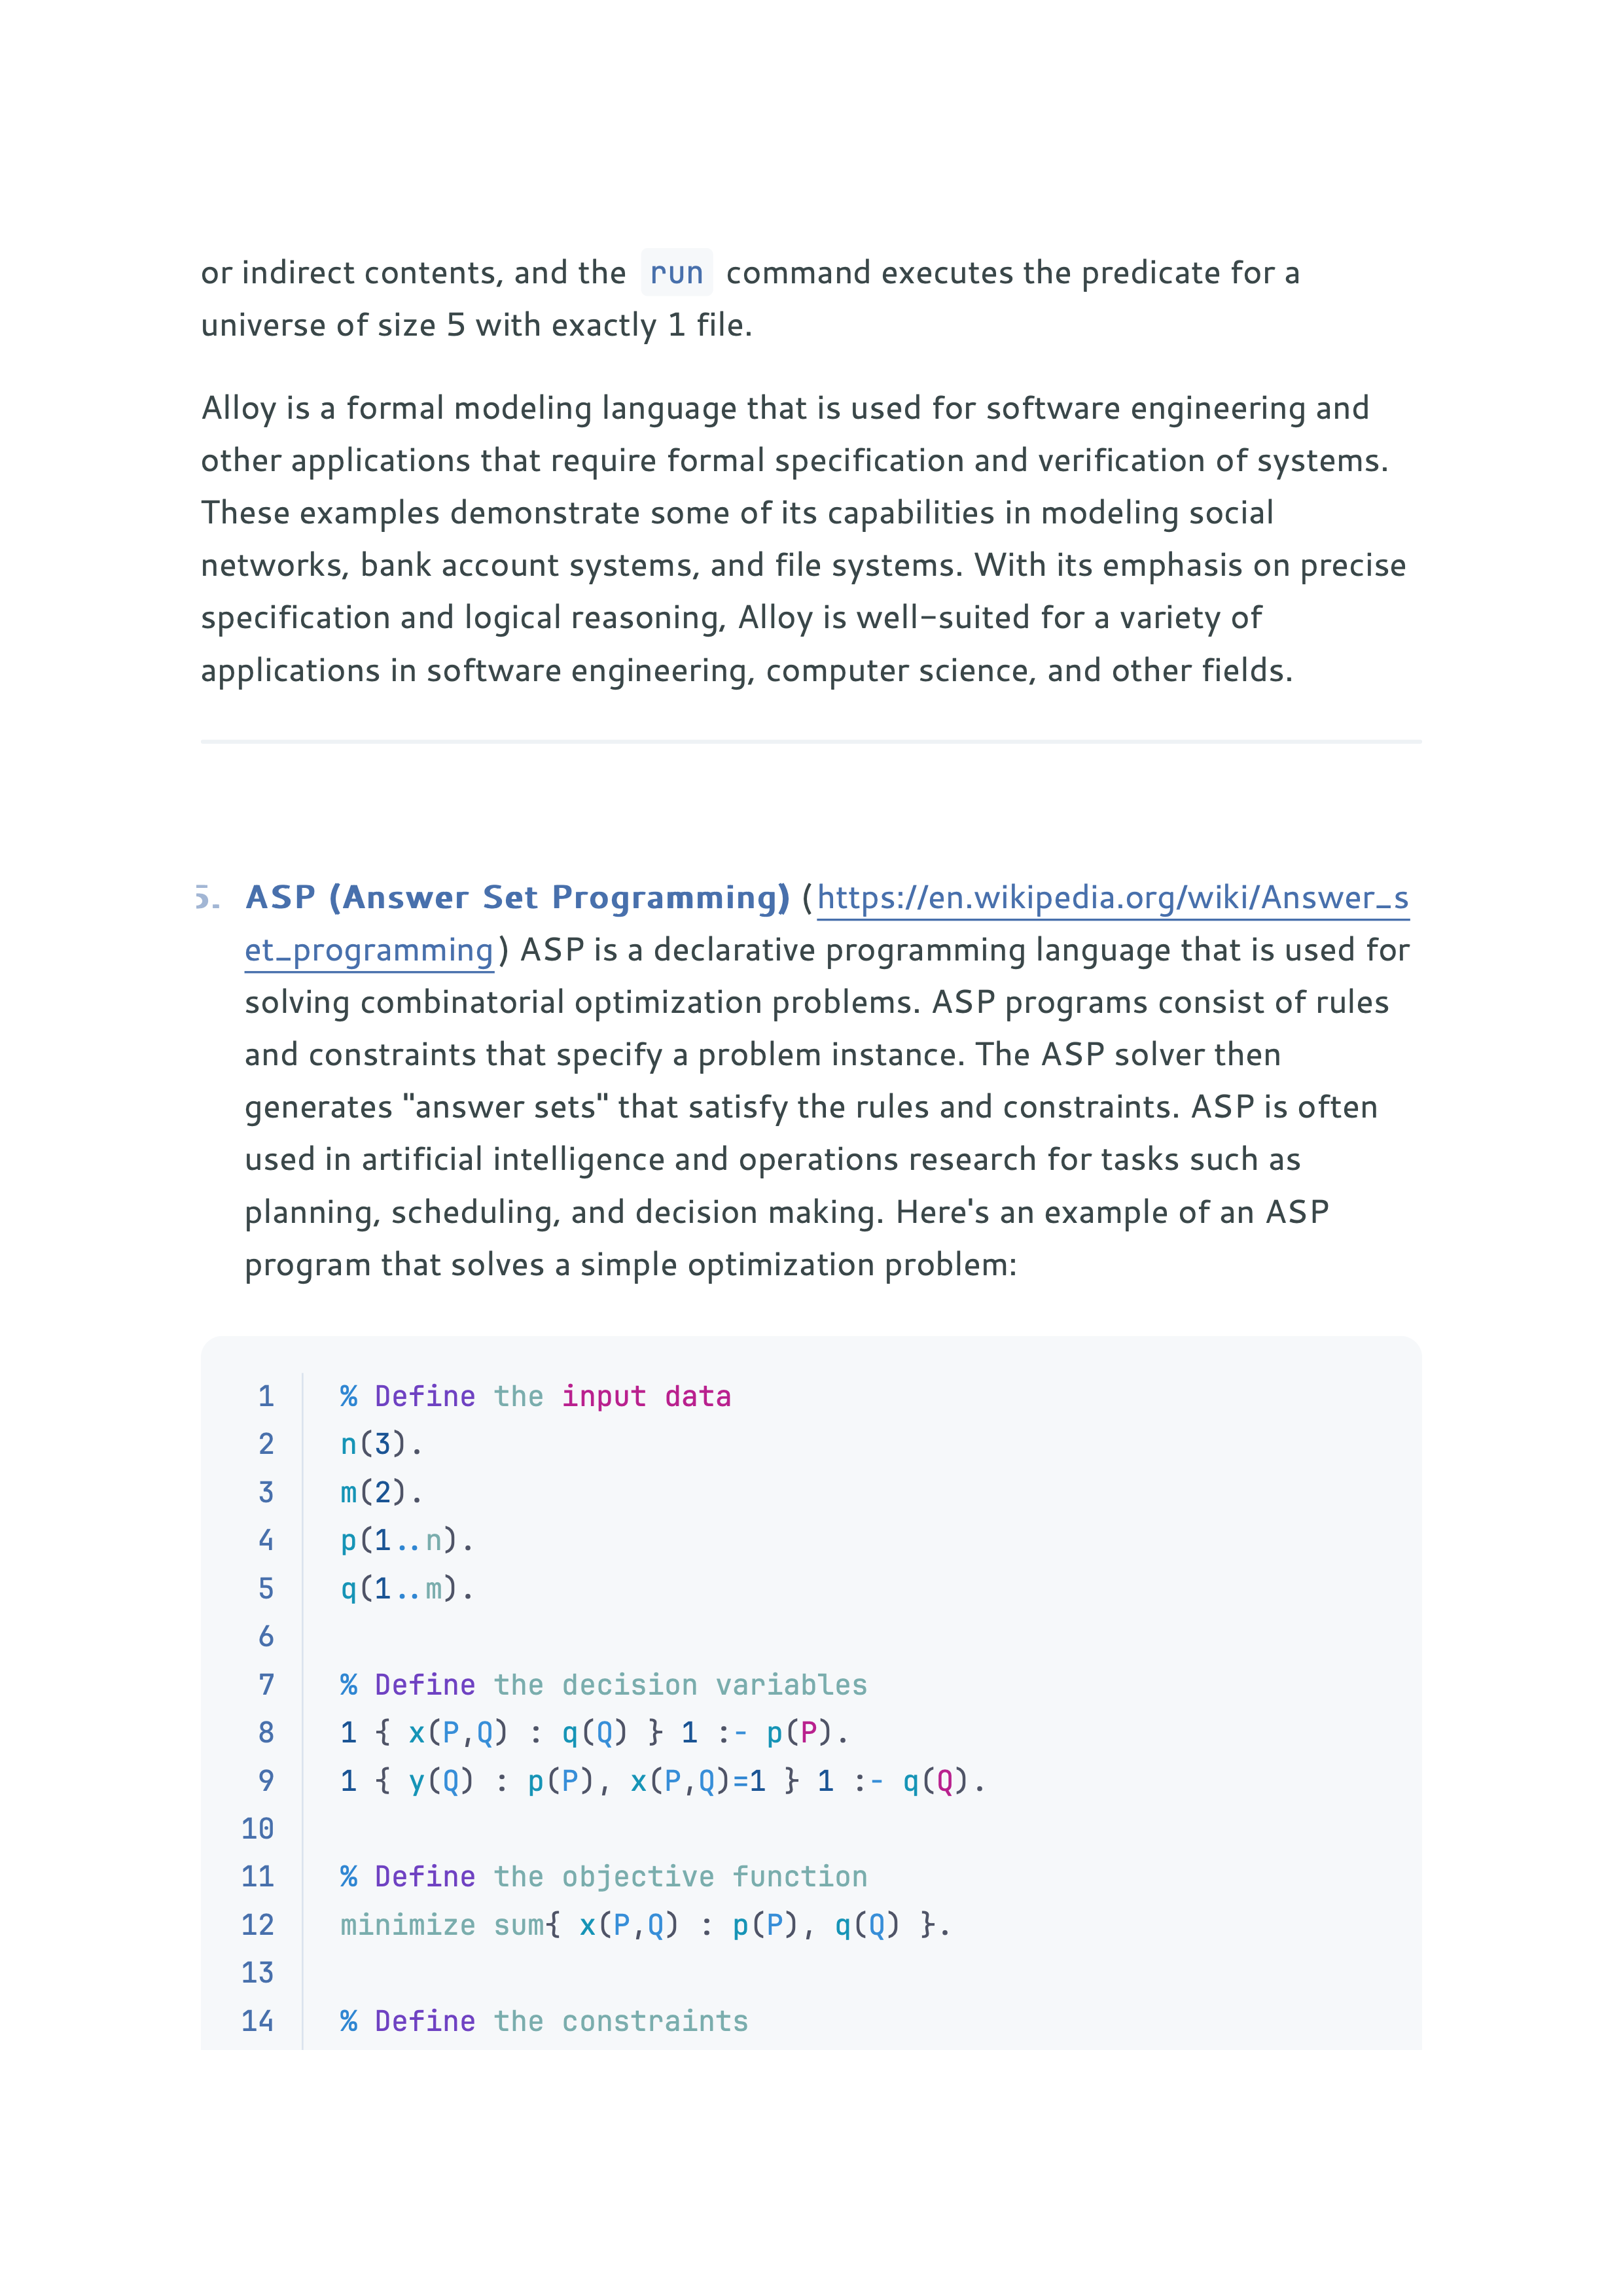 or indirect contents, and the run command executes the predicate for a
universe of size 5 with exactly 1 file.
Alloy is a formal modeling language that is used for software engineering and
other applications that require formal specification and verification of systems.
These examples demonstrate some of its capabilities in modeling social
networks, bank account systems, and file systems. With its emphasis on precise
specification and logical reasoning, Alloy is well-suited for a variety of
applications in software engineering, computer science, and other fields.
5. ASP (Answer Set Programming) (https://en.wikipedia.org/wiki/Answer_s
et_programming) ASP is a declarative programming language that is used for
solving combinatorial optimization problems. ASP programs consist of rules
and constraints that specify a problem instance. The ASP solver then
generates "answer sets" that satisfy the rules and constraints. ASP is often
used in artificial intelligence and operations research for tasks such as
planning, scheduling, and decision making. Here's an example of an ASP
program that solves a simple optimization problem:
1 % Define the input data
2 n(3).
3 m(2).
4 p(1..n).
5 q(1..m).
6
7 % Define the decision variables
8 1 { x(P,Q) : q(Q) } 1 :- p(P).
9 1 { y(Q) : p(P), x(P,Q)=1 } 1 :- q(Q).
10
11 % Define the objective function
12 minimize sum{ x(P,Q) : p(P), q(Q) }.
13
14 % Define the constraints